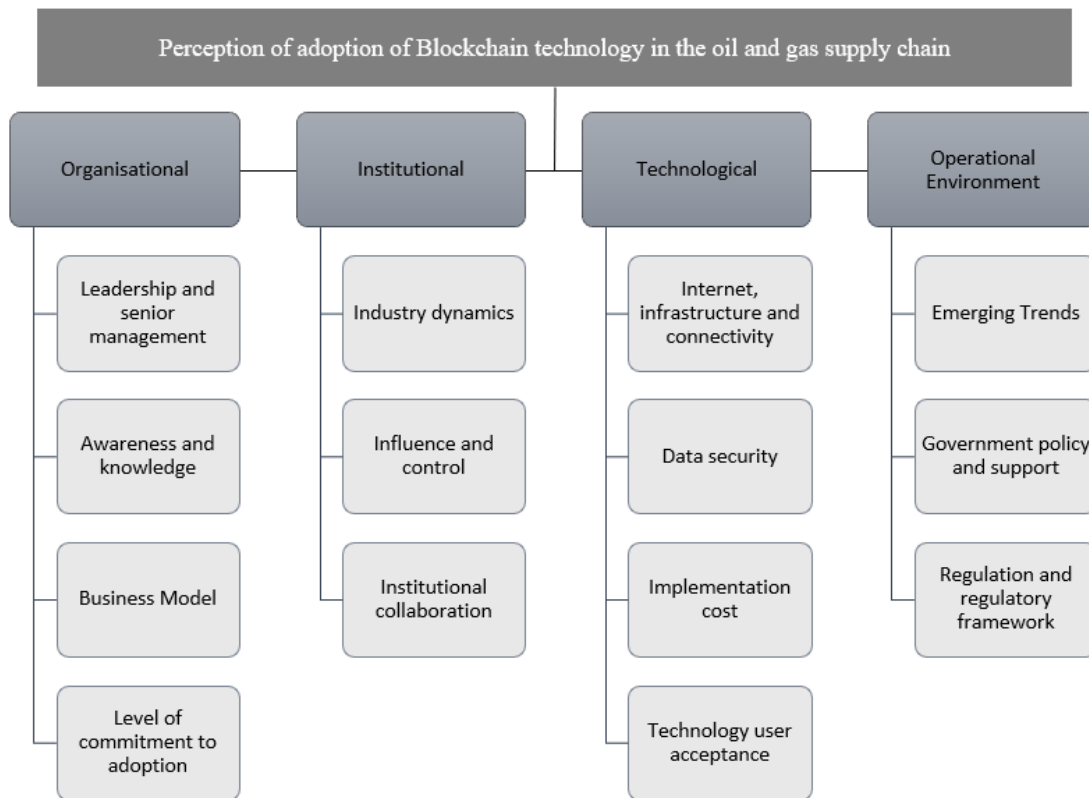 Perception of adoption of Blockchain technology in the oil and gas supply chain
Organisational
Leadership and
senior
management
Awareness and
knowledge
Business Model
Level of
commitment to
adoption
Institutional
Industry dynamics
Influence and
control
Institutional
collaboration
Technological
Internet,
infrastructure and
connectivity
Data security
Implementation
cost
Technology user
acceptance
Operational
Environment
Emerging Trends
Government policy
and support
Regulation and
regulatory
framework